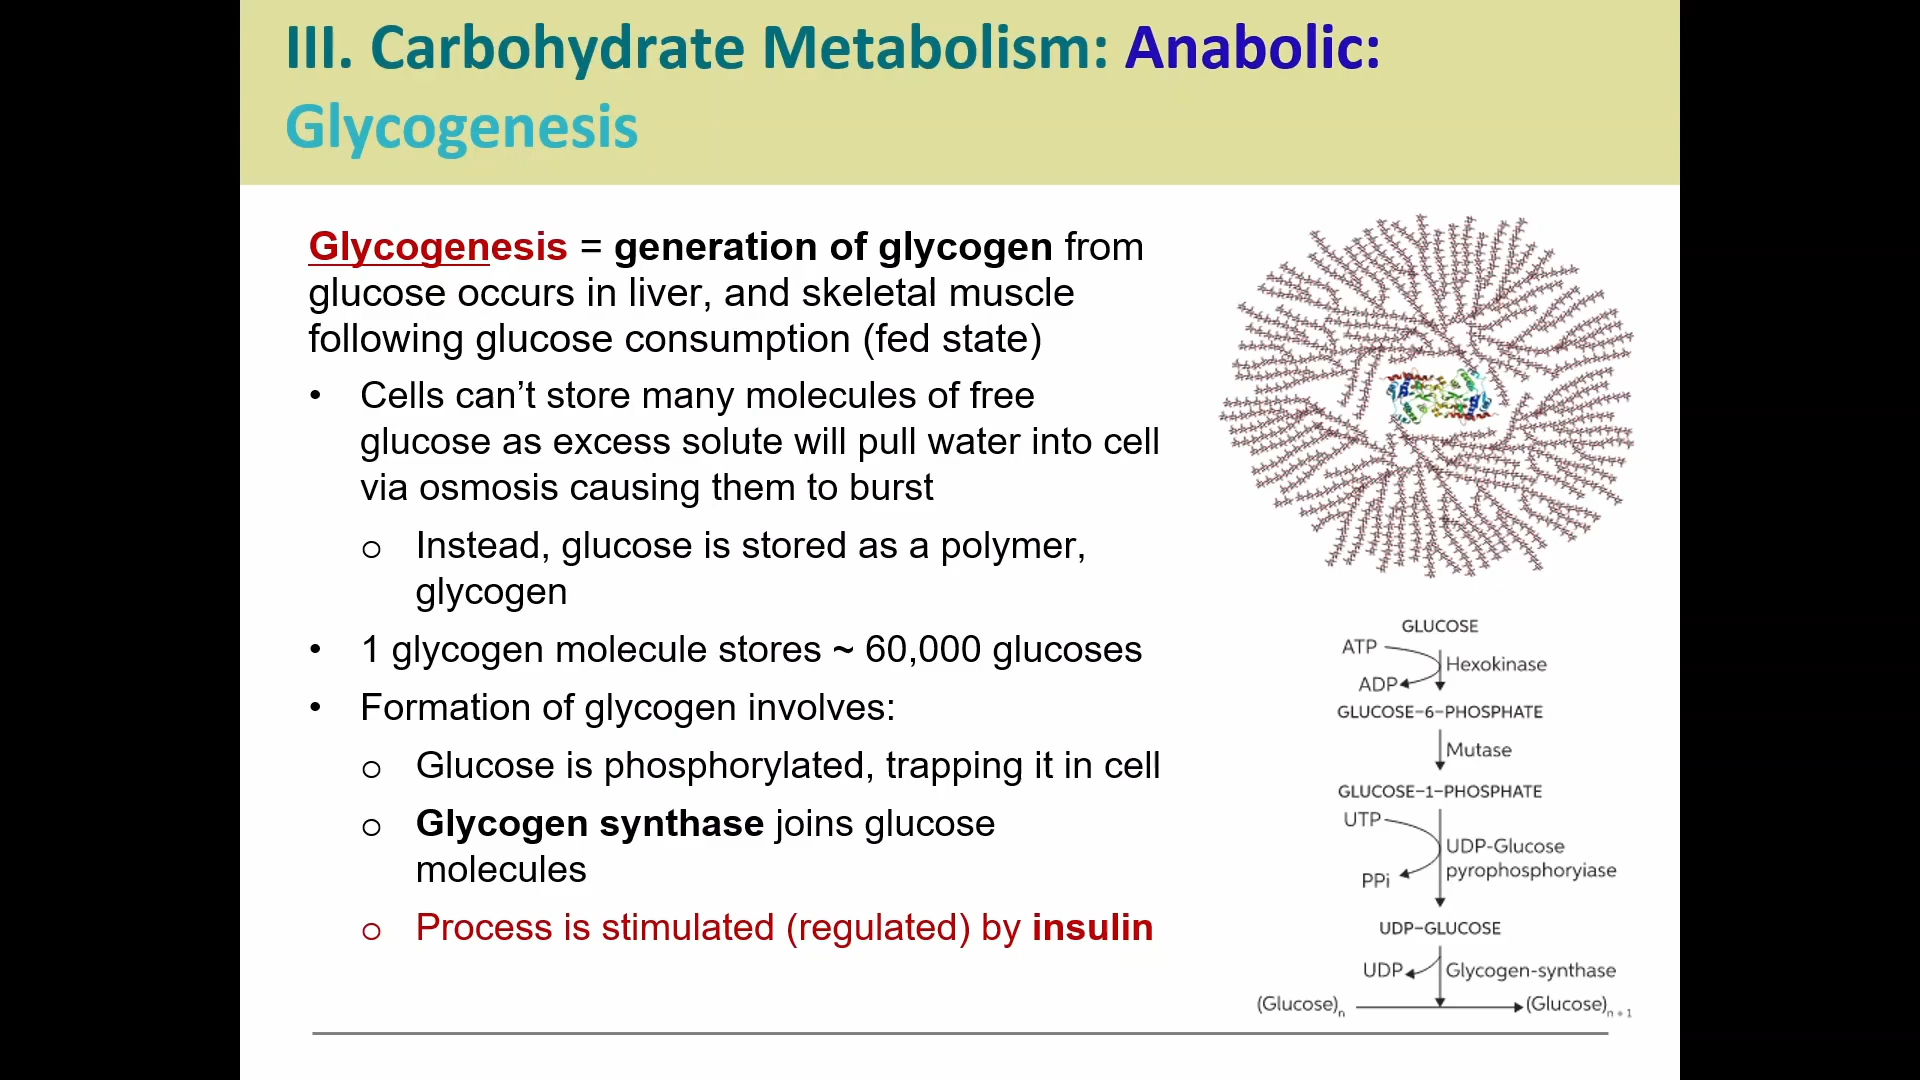 III. Carbohydrate Metabolism: Anabolic:
Glycogenesis
Glycogenesis = generation of glycogen from
glucose occurs in liver, and skeletal muscle
following glucose consumption (fed state)
• Cells can’t store many molecules of free
glucose as excess solute will pull water into cell
via osmosis causing them to burst
o Instead, glucose is stored as a polymer,
glycogen
• 1 glycogen molecule stores ~ 60,000 glucoses
• Formation of glycogen involves:
o Glucose is phosphorylated, trapping it in cell
o Glycogen synthase joins glucose
molecules
o Process is stimulated (regulated) by insulin
GLUCOSE
ATP
Hexokinase
ADP
GLUCOSE-6-PHOSPHATE
Mutase
GLUCOSE-1-PHOSPHATE
UTP
UDP-Glucose
pyrophosphoryiase
PPi
UDP-GLUCOSE
UDP
Glycogen-synthase
(Glucose)n
(Glucose)n + 1